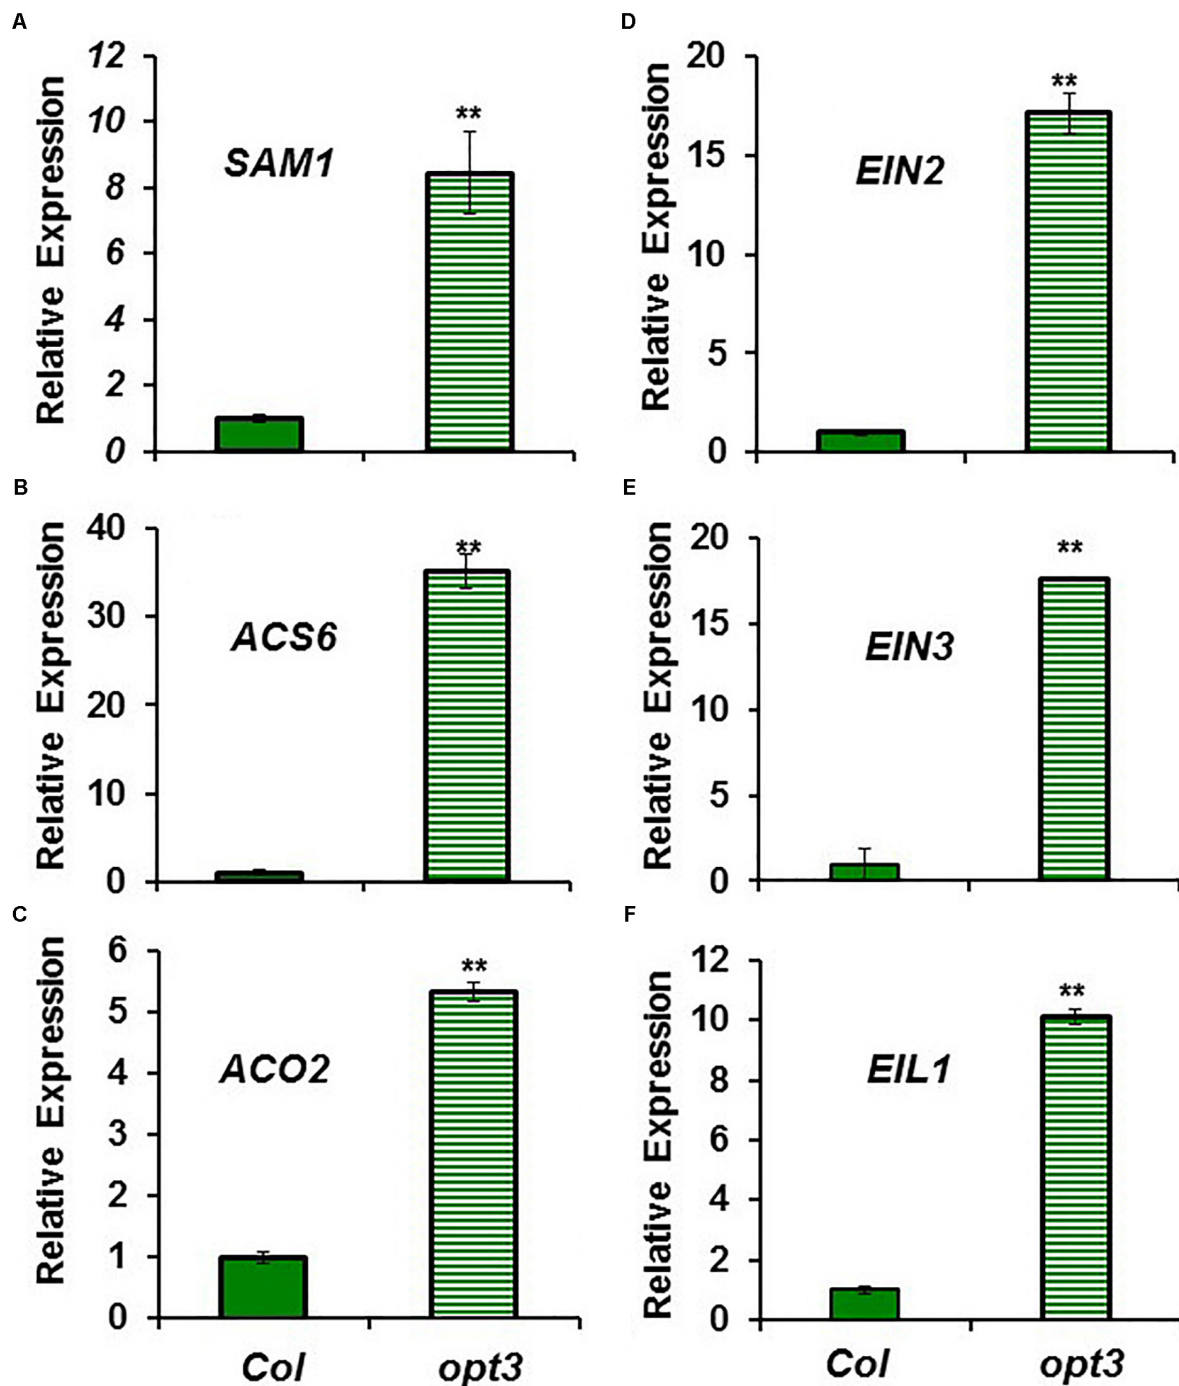 A
Relative Expression
12
10
8
6
4
2
0
SAM1
**
B
Relative Expression
40
30
20
10
0
ACS6
**
C
Relative Expression
6
5
4
3
2
1
0
ACO2
**
Col opt3
D
Relative Expression
20
15
10
5
0
EIN2
**
E
Relative Expression
20
15
10
5
0
EIN3
**
F
Relative Expression
12
10
8
6
4
2
0
EIL1
**
Col opt3